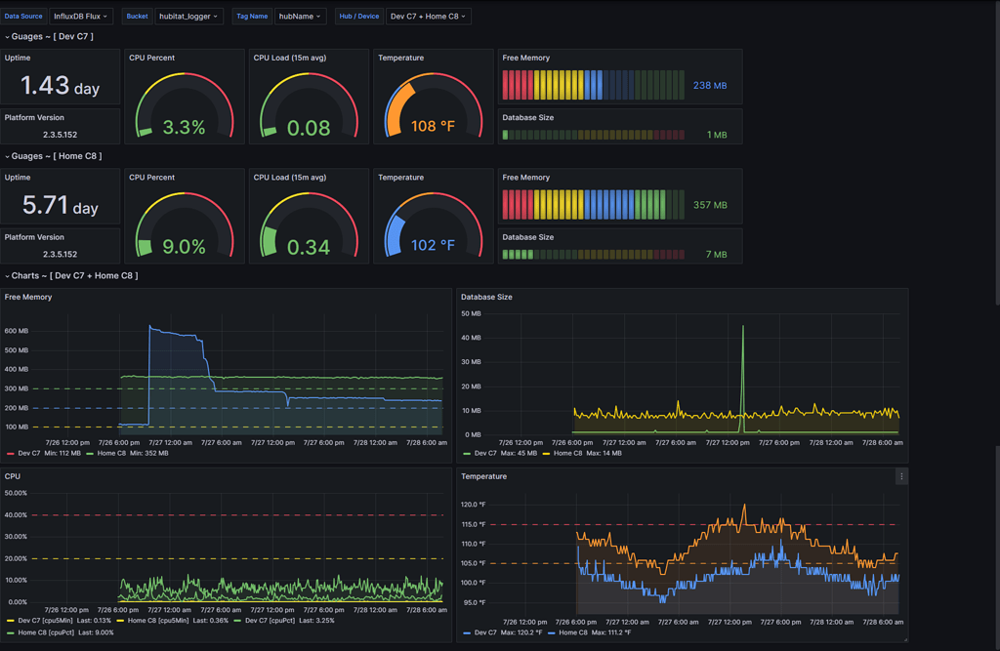 Data Source InfluxDB Flux Bucket hubitat_logger Tag Name hubName Hub / Device Dev C7 + Home C8
Guages ~ [ Dev C7 ]
Uptime CPU Percent CPU Load (15m avg) Temperature Free Memory
1.43 day 238 MB
Platform Version Database Size
2.3.5.152 3.3% 0.08 108 °F 1 MB
Guages ~ [ Home C8 ]
Uptime CPU Percent CPU Load (15m avg) Temperature Free Memory
5.71 day 357 MB
Platform Version Database Size
2.3.5.152 9.0% 0.34 102 °F 7 MB
Charts ~ [ Dev C7 + Home C8 ]
Free Memory
600 MB
500 MB
400 MB
300 MB
200 MB
100 MB
7/26 12:00 pm 7/26 6:00 pm 7/27 12:00 am 7/27 6:00 am 7/27 12:00 pm 7/27 6:00 pm 7/28 12:00 am 7/28 6:00 am
Dev C7 Min: 112 MB Home C8 Min: 352 MB
Database Size
50 MB
40 MB
30 MB
20 MB
10 MB
0 MB
7/26 12:00 pm 7/26 6:00 pm 7/27 12:00 am 7/27 6:00 am 7/27 12:00 pm 7/27 6:00 pm 7/28 12:00 am 7/28 6:00 am
Dev C7 Max: 45 MB Home C8 Max: 14 MB
CPU
50.00%
40.00%
30.00%
20.00%
10.00%
0.00%
7/26 12:00 pm 7/26 6:00 pm 7/27 12:00 am 7/27 6:00 am 7/27 12:00 pm 7/27 6:00 pm 7/28 12:00 am 7/28 6:00 am
Dev C7 [cpu5Min] Last: 0.13% Home C8 [cpu5Min] Last: 0.36% Dev C7 [cpuPct] Last: 3.25%
Home C8 [cpuPct] Last: 9.00%
Temperature
120.0 °F
115.0 °F
110.0 °F
105.0 °F
100.0 °F
95.0 °F
7/26 12:00 pm 7/26 6:00 pm 7/27 12:00 am 7/27 6:00 am 7/27 12:00 pm 7/27 6:00 pm 7/28 12:00 am 7/28 6:00 am
Dev C7 Max: 120.2 °F Home C8 Max: 111.2 °F